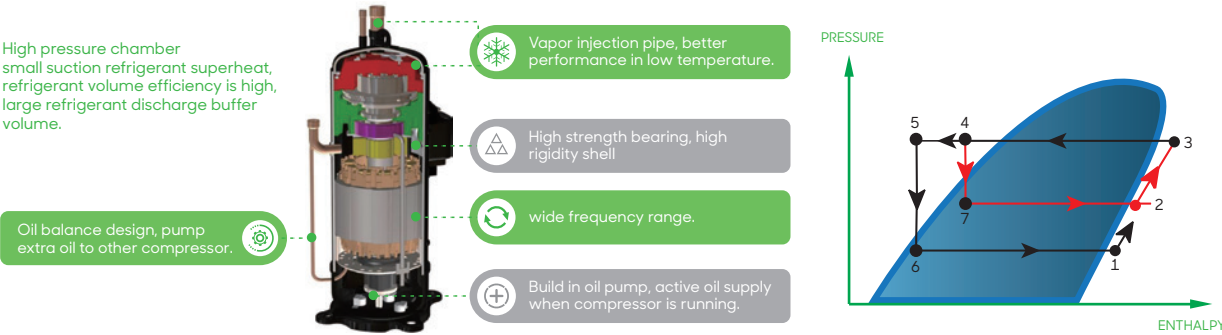 High pressure chamber
small suction refrigerant superheat,
refrigerant volume efficiency is high,
large refrigerant discharge buffer
volume.
Oil balance design, pump
extra oil to other compressor.
Vapor injection pipe, better
performance in low temperature.
High strength bearing, high
rigidity shell
wide frequency range.
Build in oil pump, active oil supply
when compressor is running.
PRESSURE
5
4
3
7
2
6
1
ENTHALPY